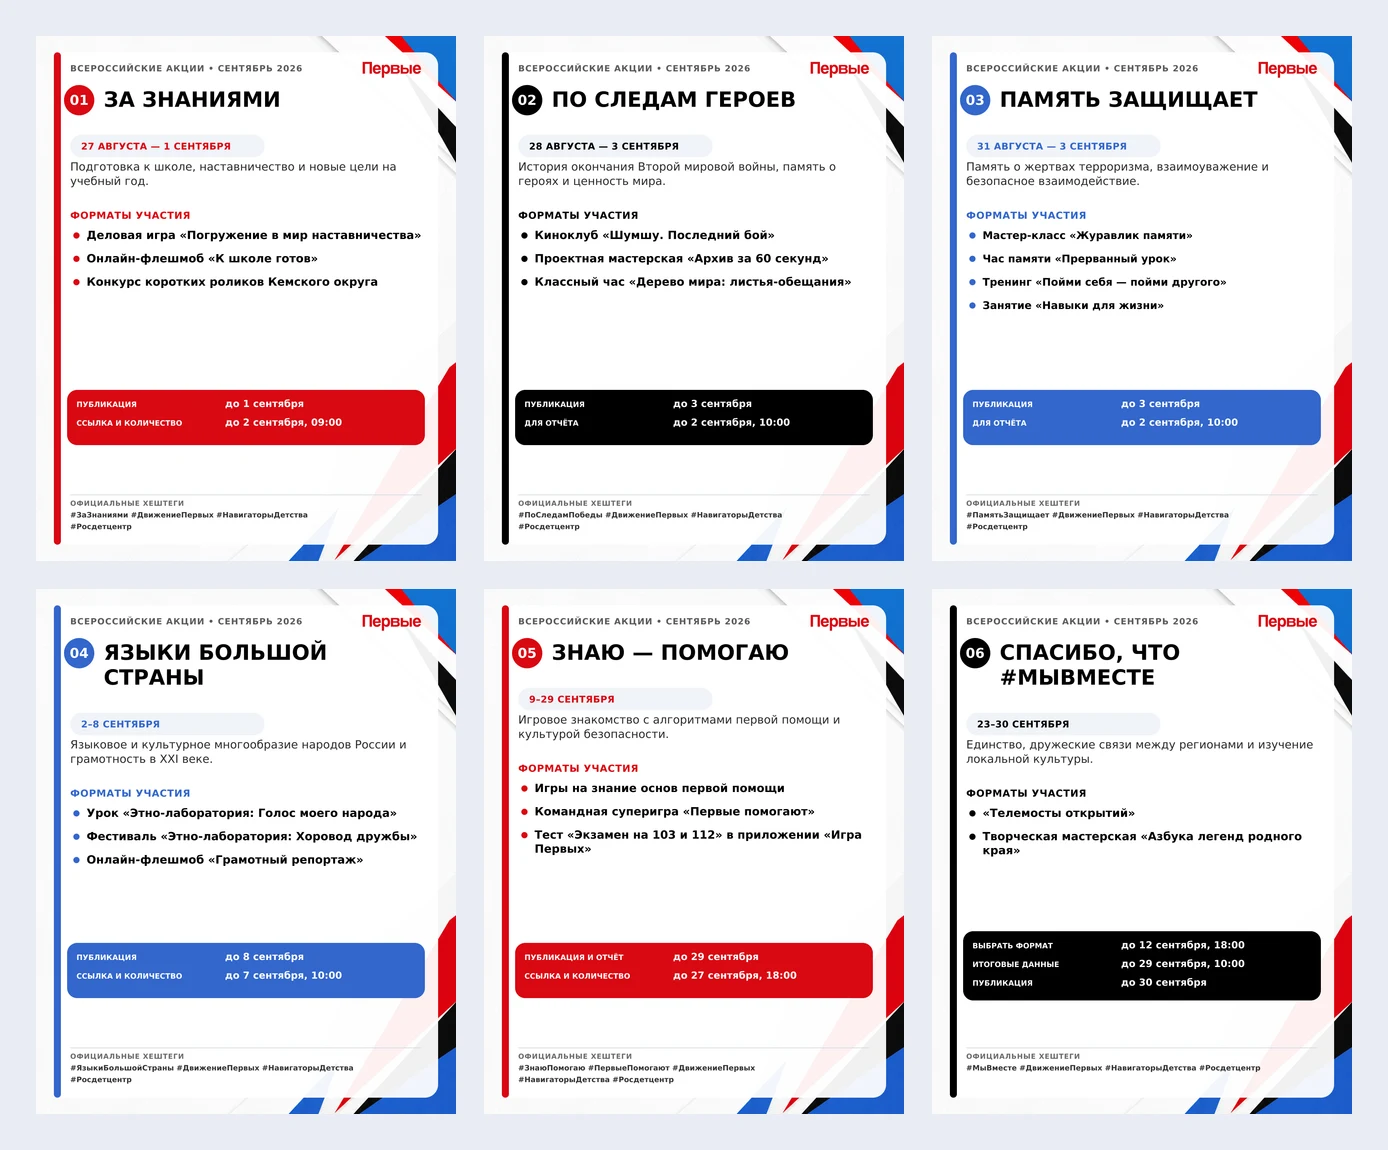 ВСЕРОССИЙСКИЕ АКЦИИ • СЕНТЯБРЬ 2026
Первые
01 ЗА ЗНАНИЯМИ
27 АВГУСТА — 1 СЕНТЯБРЯ
Подготовка к школе, наставничество и новые цели на
учебный год.
ФОРМАТЫ УЧАСТИЯ
• Деловая игра «Погружение в мир наставничества»
• Онлайн-флешмоб «К школе готов»
• Конкурс коротких роликов Кемского округа
ПУБЛИКАЦИЯ до 1 сентября
ССЫЛКА И КОЛИЧЕСТВО до 2 сентября, 09:00
ОФИЦИАЛЬНЫЕ ХЕШТЕГИ
#ЗаЗнаниями #ДвижениеПервых #НавигаторыДетства
#Росдетцентр
ВСЕРОССИЙСКИЕ АКЦИИ • СЕНТЯБРЬ 2026
Первые
02 ПО СЛЕДАМ ГЕРОЕВ
28 АВГУСТА — 3 СЕНТЯБРЯ
История окончания Второй мировой войны, память о
героях и ценность мира.
ФОРМАТЫ УЧАСТИЯ
• Киноклуб «Шумшу. Последний бой»
• Проектная мастерская «Архив за 60 секунд»
• Классный час «Дерево мира: листья-обещания»
ПУБЛИКАЦИЯ до 3 сентября
ДЛЯ ОТЧЁТА до 2 сентября, 10:00
ОФИЦИАЛЬНЫЕ ХЕШТЕГИ
#ПоСледамПобеды #ДвижениеПервых #НавигаторыДетства
#Росдетцентр
ВСЕРОССИЙСКИЕ АКЦИИ • СЕНТЯБРЬ 2026
Первые
03 ПАМЯТЬ ЗАЩИЩАЕТ
31 АВГУСТА — 3 СЕНТЯБРЯ
Память о жертвах терроризма, взаимоуважение и
безопасное взаимодействие.
ФОРМАТЫ УЧАСТИЯ
• Мастер-класс «Журавлик памяти»
• Час памяти «Прерванный урок»
• Тренинг «Пойми себя — пойми другого»
• Занятие «Навыки для жизни»
ПУБЛИКАЦИЯ до 3 сентября
ДЛЯ ОТЧЁТА до 2 сентября, 10:00
ОФИЦИАЛЬНЫЕ ХЕШТЕГИ
#ПамятьЗащищает #ДвижениеПервых #НавигаторыДетства
#Росдетцентр
ВСЕРОССИЙСКИЕ АКЦИИ • СЕНТЯБРЬ 2026
Первые
04 ЯЗЫКИ БОЛЬШОЙ
СТРАНЫ
2–8 СЕНТЯБРЯ
Языковое и культурное многообразие народов России и
грамотность в XXI веке.
ФОРМАТЫ УЧАСТИЯ
• Урок «Этно-лаборатория: Голос моего народа»
• Фестиваль «Этно-лаборатория: Хоровод дружбы»
• Онлайн-флешмоб «Грамотный репортаж»
ПУБЛИКАЦИЯ до 8 сентября
ССЫЛКА И КОЛИЧЕСТВО до 7 сентября, 10:00
ОФИЦИАЛЬНЫЕ ХЕШТЕГИ
#ЯзыкиБольшойСтраны #ДвижениеПервых #НавигаторыДетства
#Росдетцентр
ВСЕРОССИЙСКИЕ АКЦИИ • СЕНТЯБРЬ 2026
Первые
05 ЗНАЮ — ПОМОГАЮ
9–29 СЕНТЯБРЯ
Игровое знакомство с алгоритмами первой помощи и
культурой безопасности.
ФОРМАТЫ УЧАСТИЯ
• Игры на знание основ первой помощи
• Командная суперигра «Первые помогают»
• Тест «Экзамен на 103 и 112» в приложении «Игра
Первых»
ПУБЛИКАЦИЯ И ОТЧЁТ до 29 сентября
ССЫЛКА И КОЛИЧЕСТВО до 27 сентября, 18:00
ОФИЦИАЛЬНЫЕ ХЕШТЕГИ
#ЗнаюПомогаю #ПервыеПомогают #ДвижениеПервых
#НавигаторыДетства #Росдетцентр
ВСЕРОССИЙСКИЕ АКЦИИ • СЕНТЯБРЬ 2026
Первые
06 СПАСИБО, ЧТО
#МЫВМЕСТЕ
23–30 СЕНТЯБРЯ
Единство, дружеские связи между регионами и изучение
локальной культуры.
ФОРМАТЫ УЧАСТИЯ
• «Телемосты открытий»
• Творческая мастерская «Азбука легенд родного
края»
ВЫБРАТЬ ФОРМАТ до 12 сентября, 18:00
ИТОГОВЫЕ ДАННЫЕ до 29 сентября, 10:00
ПУБЛИКАЦИЯ до 30 сентября
ОФИЦИАЛЬНЫЕ ХЕШТЕГИ
#МыВместе #ДвижениеПервых #НавигаторыДетства #Росдетцентр